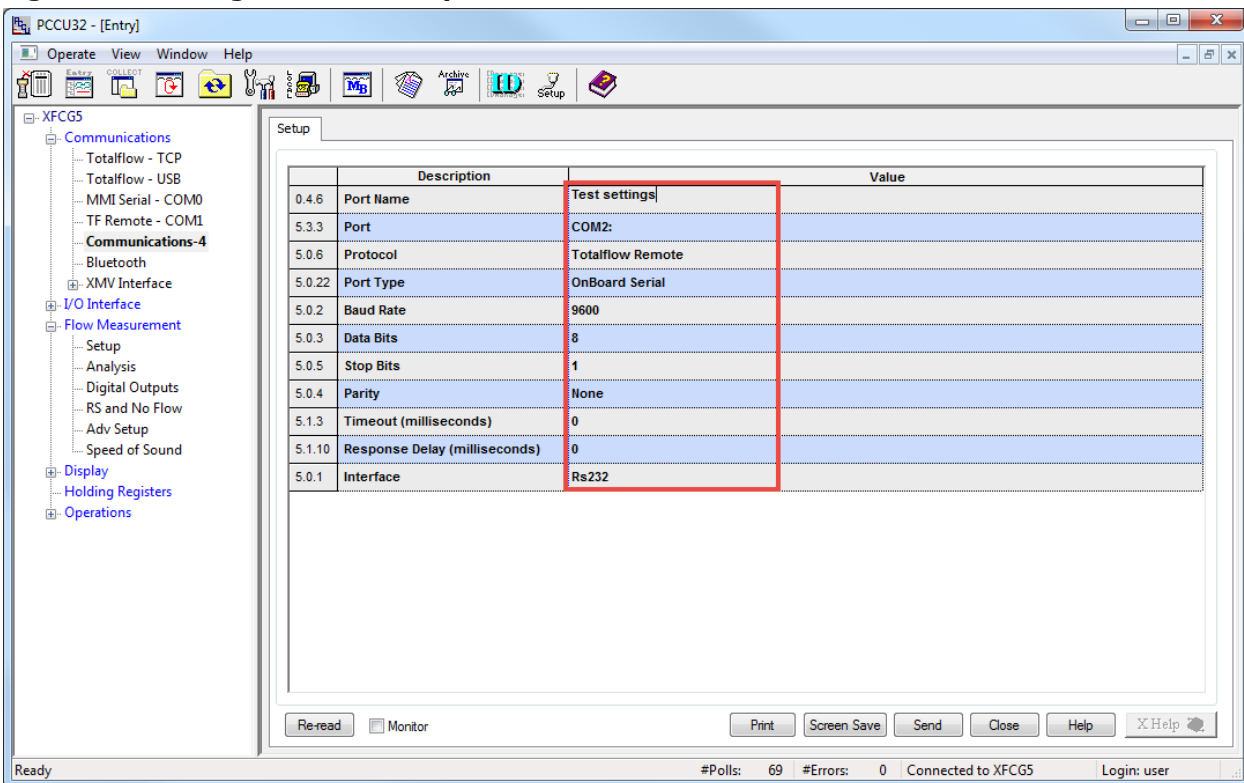 PCCU32 - [Entry]
Operate View Window Help
Entry COLLECT MB Archive Setup
XFCG5
Communications
Totalflow - TCP
Totalflow - USB
MMI Serial - COM0
TF Remote - COM1
Communications-4
Bluetooth
XMV Interface
I/O Interface
Flow Measurement
Setup
Analysis
Digital Outputs
RS and No Flow
Adv Setup
Speed of Sound
Display
Holding Registers
Operations
Setup
Description Value
0.4.6 Port Name Test settings
5.3.3 Port COM2:
5.0.6 Protocol Totalflow Remote
5.0.22 Port Type OnBoard Serial
5.0.2 Baud Rate 9600
5.0.3 Data Bits 8
5.0.5 Stop Bits 1
5.0.4 Parity None
5.1.3 Timeout (milliseconds) 0
5.1.10 Response Delay (milliseconds) 0
5.0.1 Interface Rs232
Re-read Monitor Print Screen Save Send Close Help X Help
Ready #Polls: 69 #Errors: 0 Connected to XFCG5 Login: user